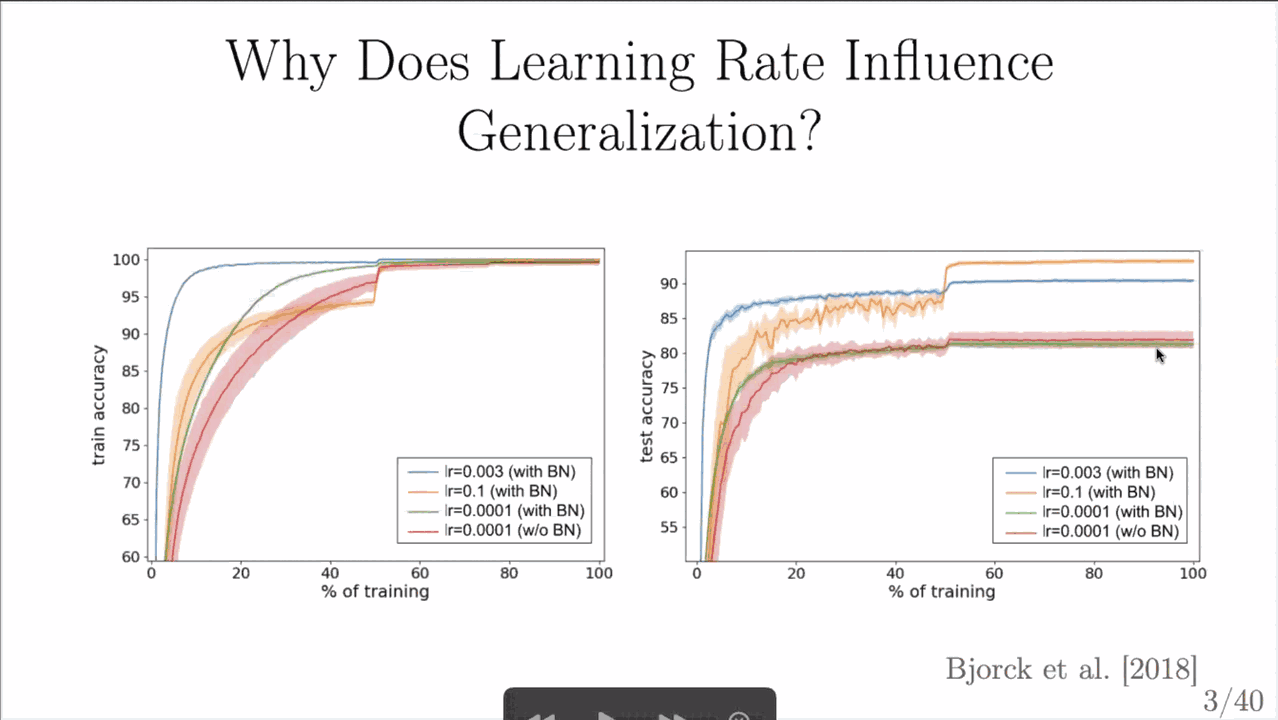 Why Does Learning Rate Influence
Generalization?
100
95
90
85
80
75
70
65
60
train accuracy
lr=0.003 (with BN)
lr=0.1 (with BN)
lr=0.0001 (with BN)
lr=0.0001 (w/o BN)
0 20 40 60 80 100
% of training
90
85
80
75
70
65
60
55
test accuracy
lr=0.003 (with BN)
lr=0.1 (with BN)
lr=0.0001 (with BN)
lr=0.0001 (w/o BN)
0 20 40 60 80 100
% of training
Bjorck et al. [2018]
3/40